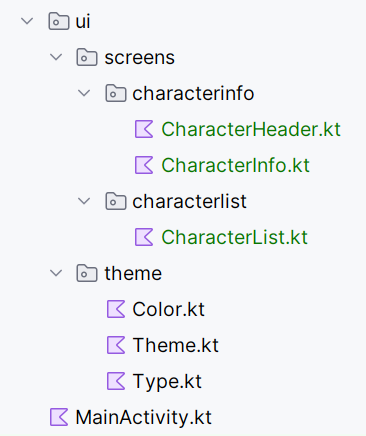 ui
screens
characterinfo
CharacterHeader.kt
CharacterInfo.kt
characterlist
CharacterList.kt
theme
Color.kt
Theme.kt
Type.kt
MainActivity.kt